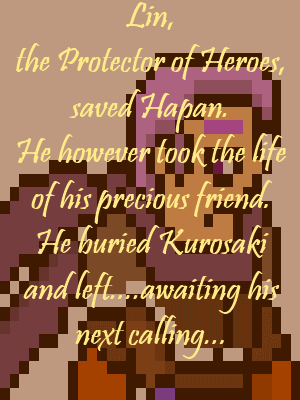 Lin,
the Protector of Heroes,
saved Hapan.
He however took the life
of his precious friend.
He buried Kurosaki
and left....awaiting his
next calling...